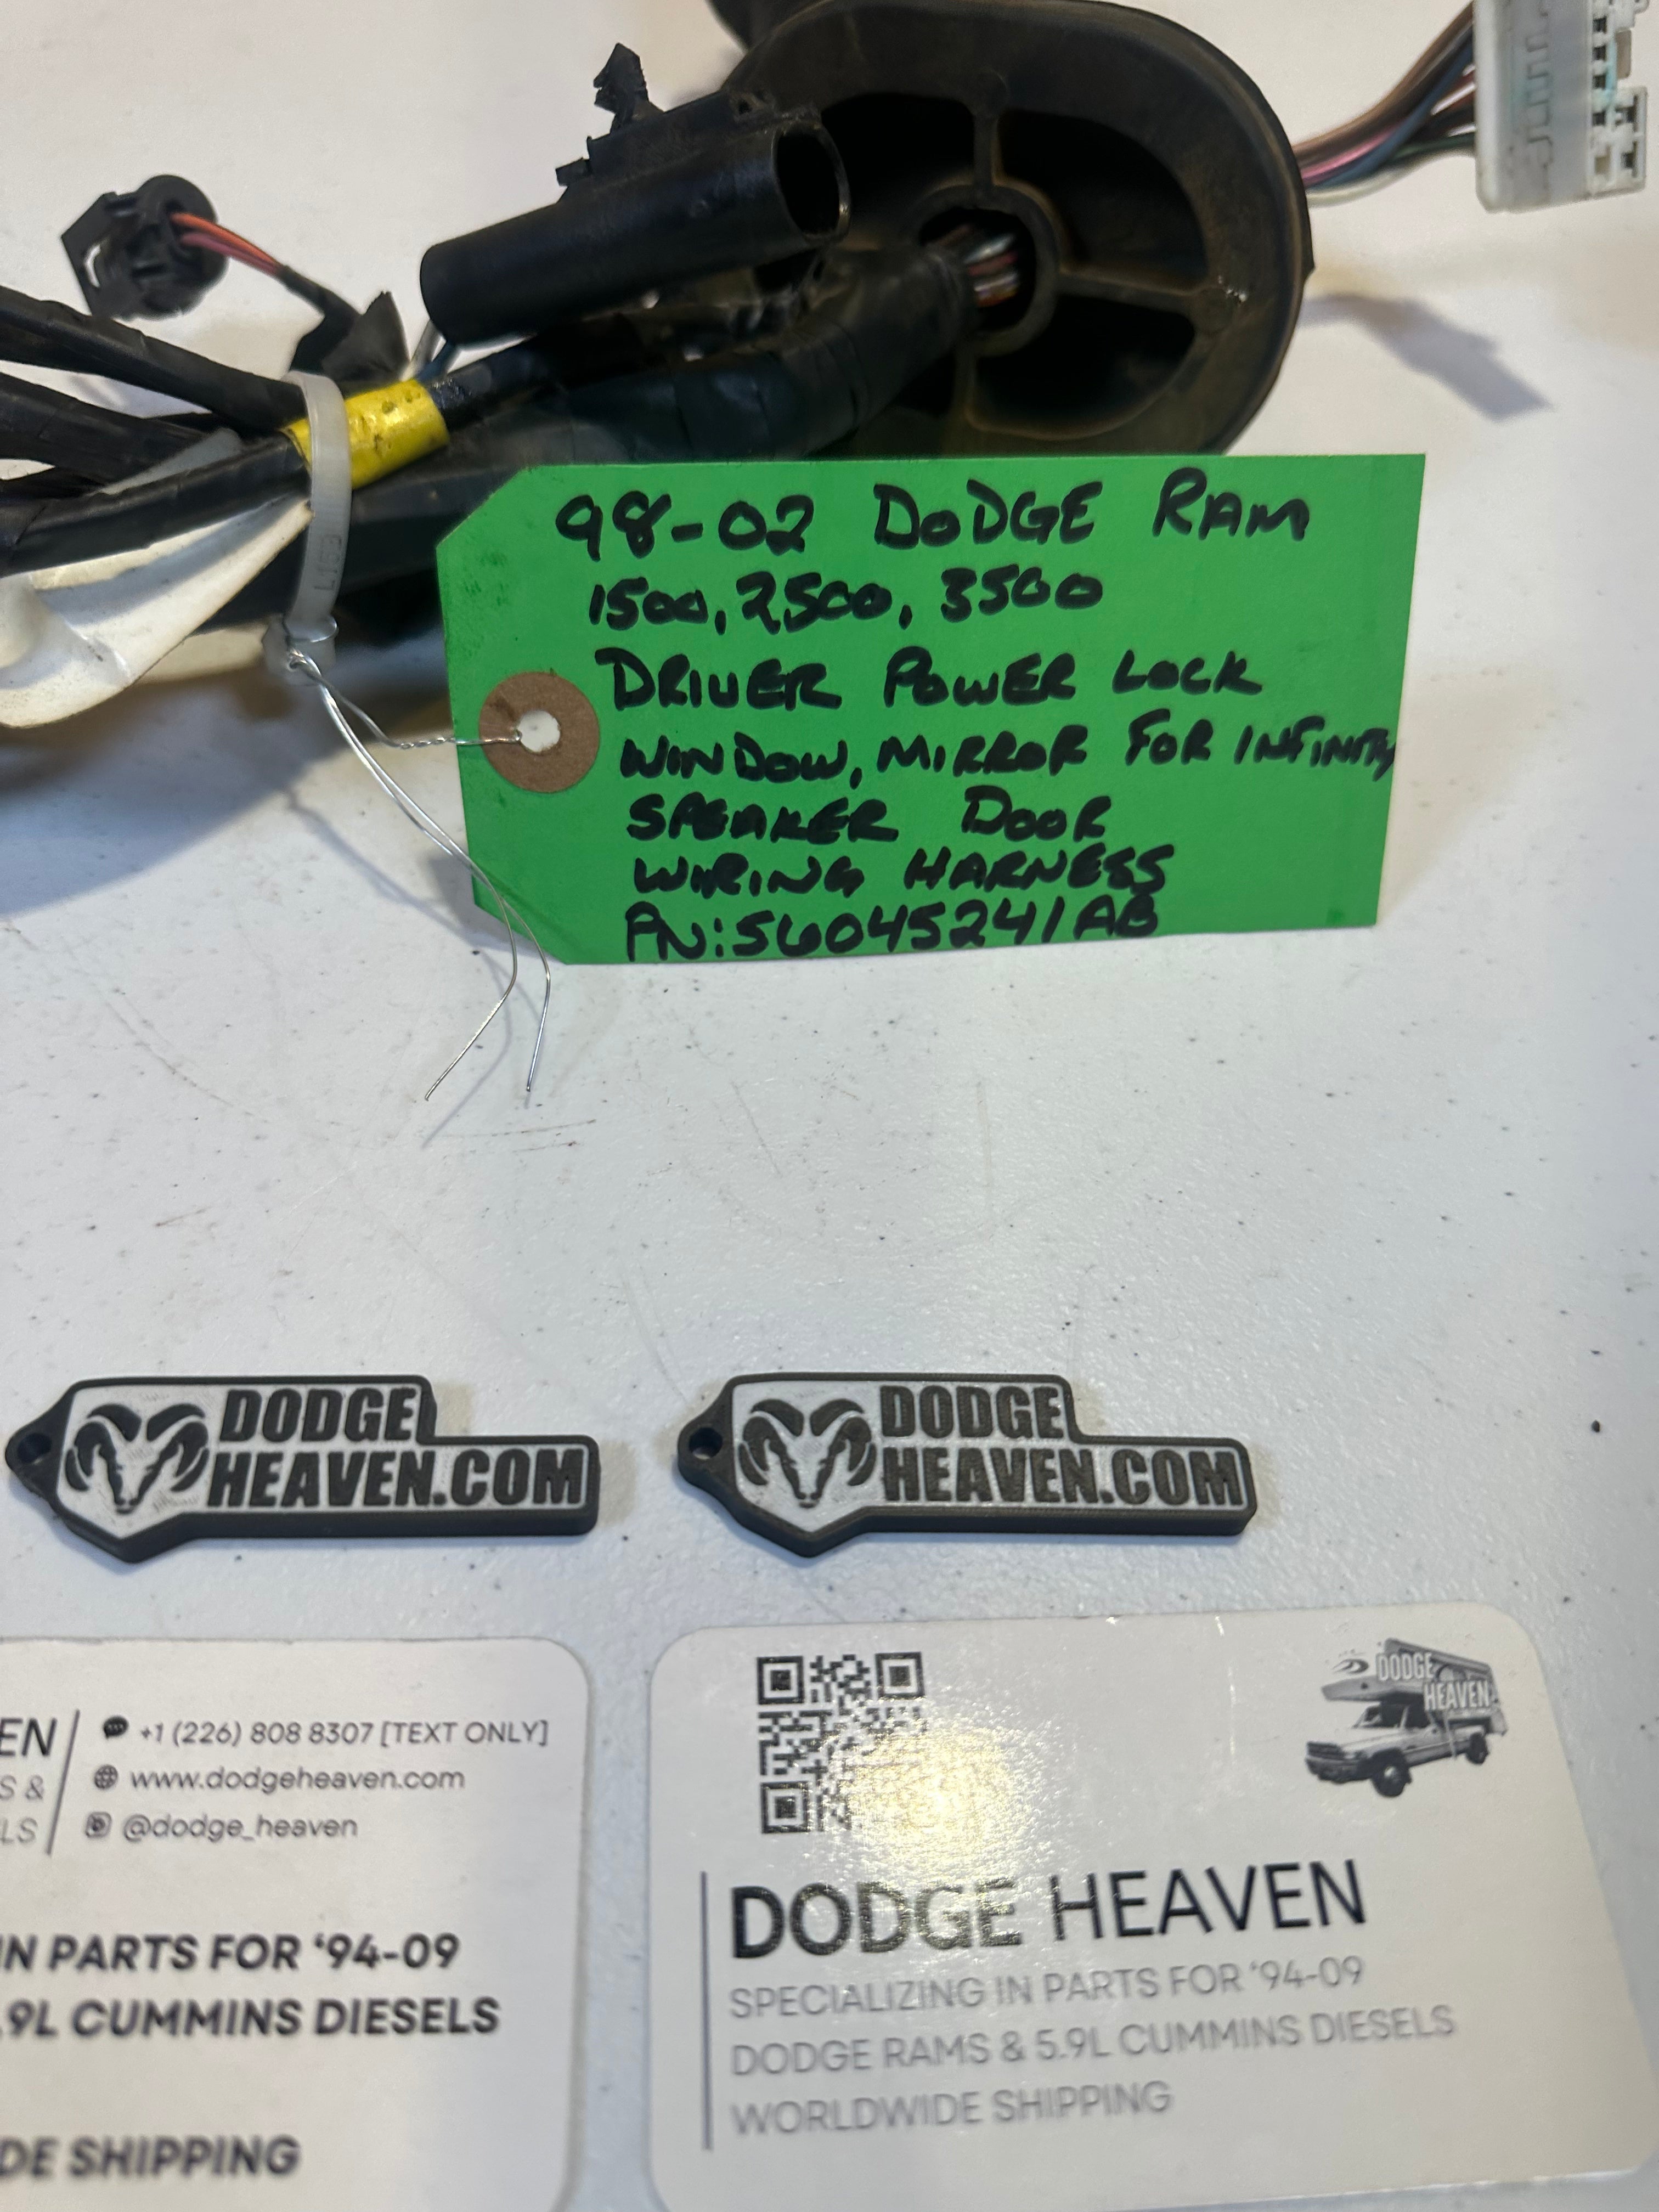 L163
98-02 DODGE RAM
1500, 2500, 3500
DRIVER POWER LOCK
WINDOW, MIRROR FOR INFINITY
SPEAKER DOOR
WIRING HARNESS
PN: 56045241AB
DODGE
HEAVEN.COM
DODGE
HEAVEN.COM
EN
S &
LS
+1 (226) 808 8307 [TEXT ONLY]
www.dodgeheaven.com
@dodge_heaven
IN PARTS FOR ‘94-09
.9L CUMMINS DIESELS
DE SHIPPING
DODGE
HEAVEN
DODGE HEAVEN
SPECIALIZING IN PARTS FOR ‘94-09
DODGE RAMS & 5.9L CUMMINS DIESELS
WORLDWIDE SHIPPING